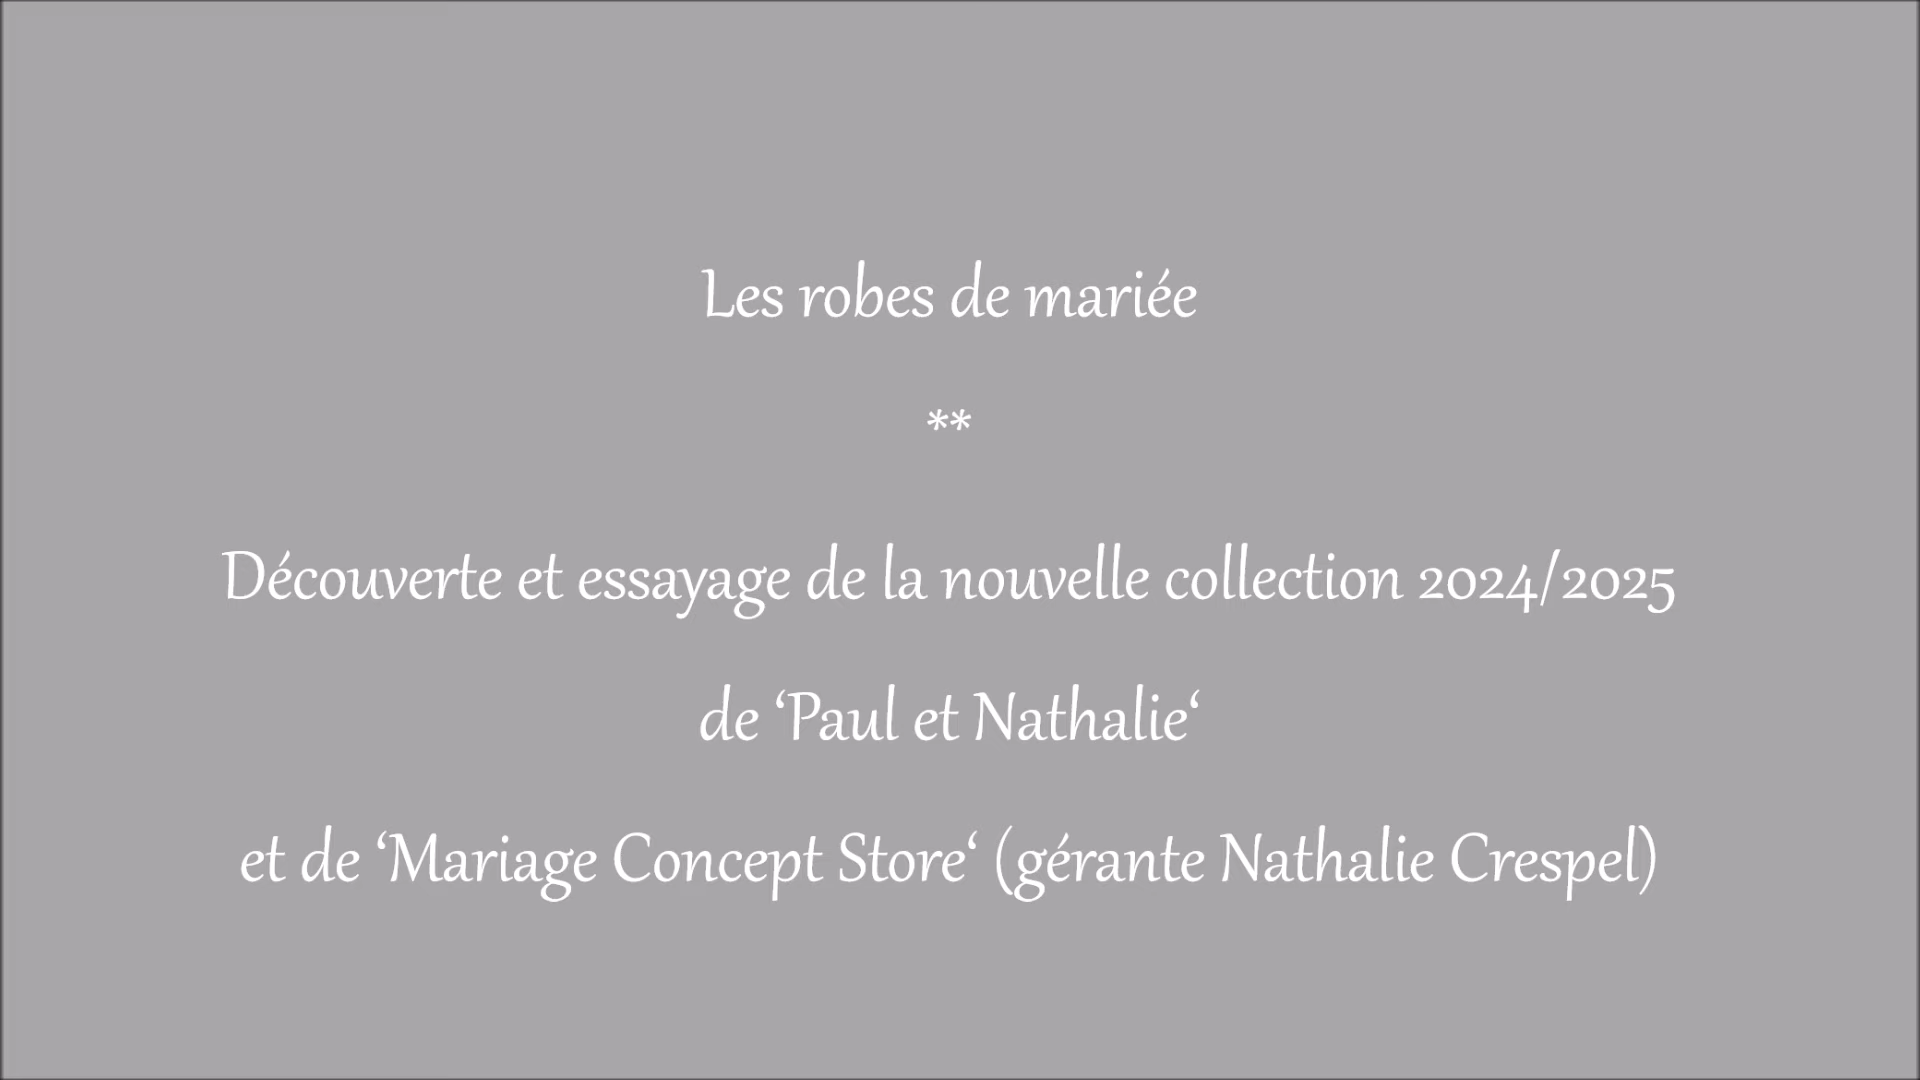 Les robes de mariée
**
Découverte et essayage de la nouvelle collection 2024/2025
de ‘Paul et Nathalie‘
et de ‘Mariage Concept Store‘ (gérante Nathalie Crespel)